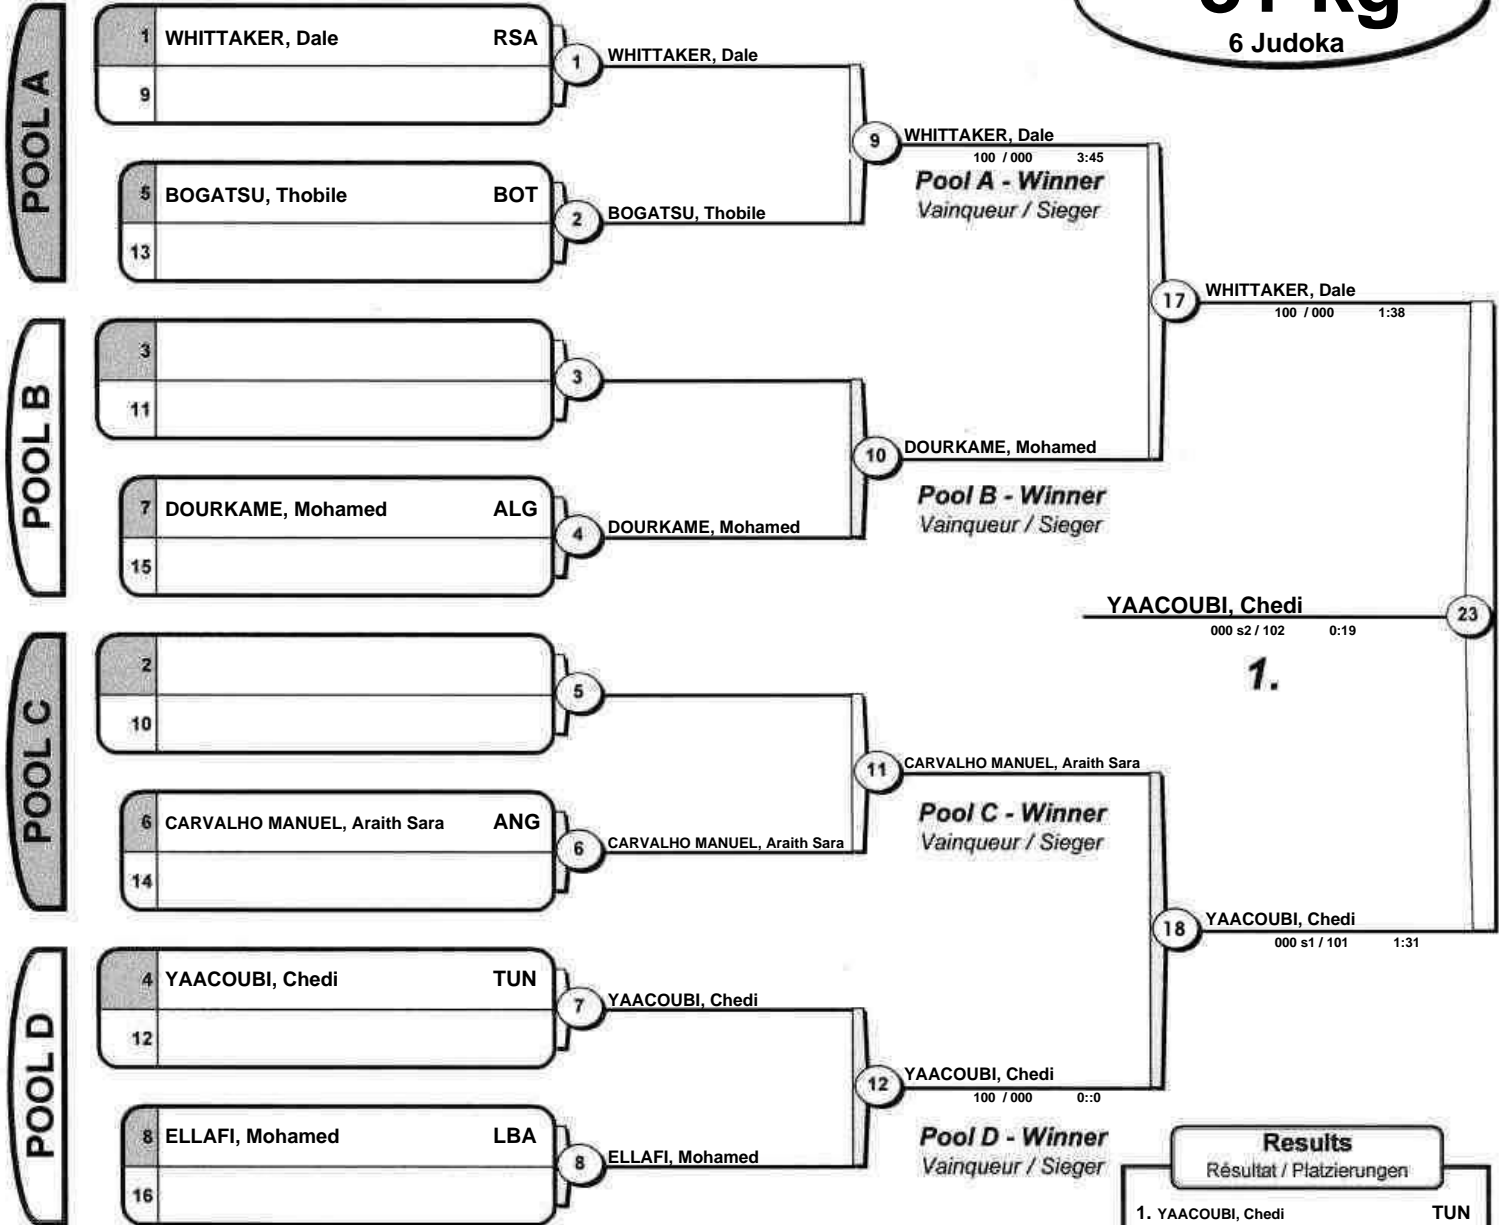 6 Judoka
POOL A
1 WHITTAKER, Dale RSA
9
1 WHITTAKER, Dale
5 BOGATSU, Thobile BOT
13
2 BOGATSU, Thobile
9 WHITTAKER, Dale
100 / 000 3:45
Pool A - Winner
Vainqueur / Sieger
POOL B
3
11
3
7 DOURKAME, Mohamed ALG
15
4 DOURKAME, Mohamed
10 DOURKAME, Mohamed
Pool B - Winner
Vainqueur / Sieger
17 WHITTAKER, Dale
100 / 000 1:38
YAACOUBI, Chedi 23
000 s2 / 102 0:19
1.
POOL C
2
10
5
6 CARVALHO MANUEL, Araith Sara ANG
14
6 CARVALHO MANUEL, Araith Sara
11 CARVALHO MANUEL, Araith Sara
Pool C - Winner
Vainqueur / Sieger
POOL D
4 YAACOUBI, Chedi TUN
12
7 YAACOUBI, Chedi
8 ELLAFI, Mohamed LBA
16
8 ELLAFI, Mohamed
12 YAACOUBI, Chedi
100 / 000 0::0
Pool D - Winner
Vainqueur / Sieger
18 YAACOUBI, Chedi
000 s1 / 101 1:31
Results
Résultat / Platzierungen
1. YAACOUBI, Chedi TUN